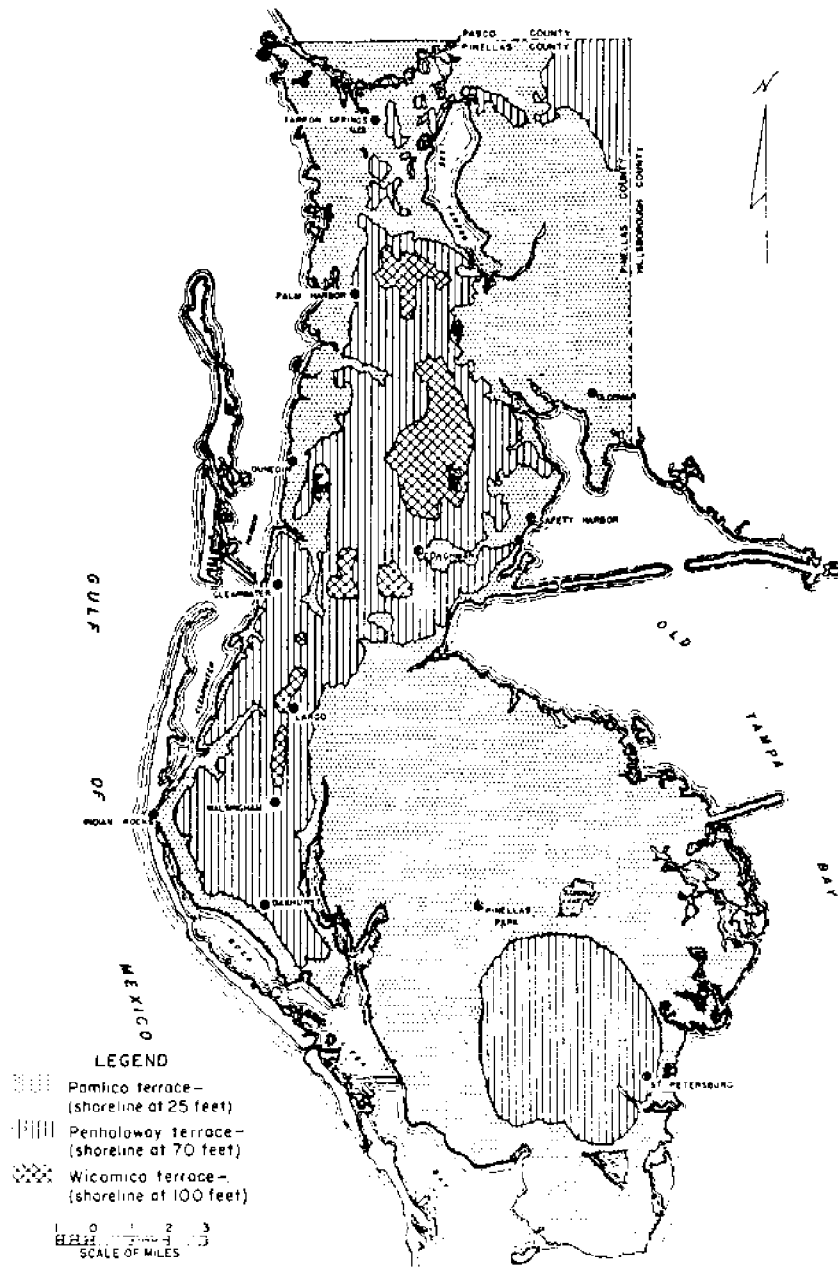 PASCO COUNTY
PINELLAS COUNTY
N
TARPON SPRINGS
PINELLAS COUNTY
HILLSBOROUGH COUNTY
PALM HARBOR
OLDSMAR
DUNEDIN
SAFETY HARBOR
CLEARWATER
GULF
OF
MEXICO
OLD
TAMPA
BAY
LARGO
WALSINGHAM
INDIAN ROCK
OAKHURST
PINELLAS
PARK
ST PETERSBURG
LEGEND
Pamlico terrace—
(shoreline at 25 feet)
Penholoway terrace—
(shoreline at 70 feet)
Wicomico terrace—
(shoreline at 100 feet)
1 0 1 2 3
SCALE OF MILES